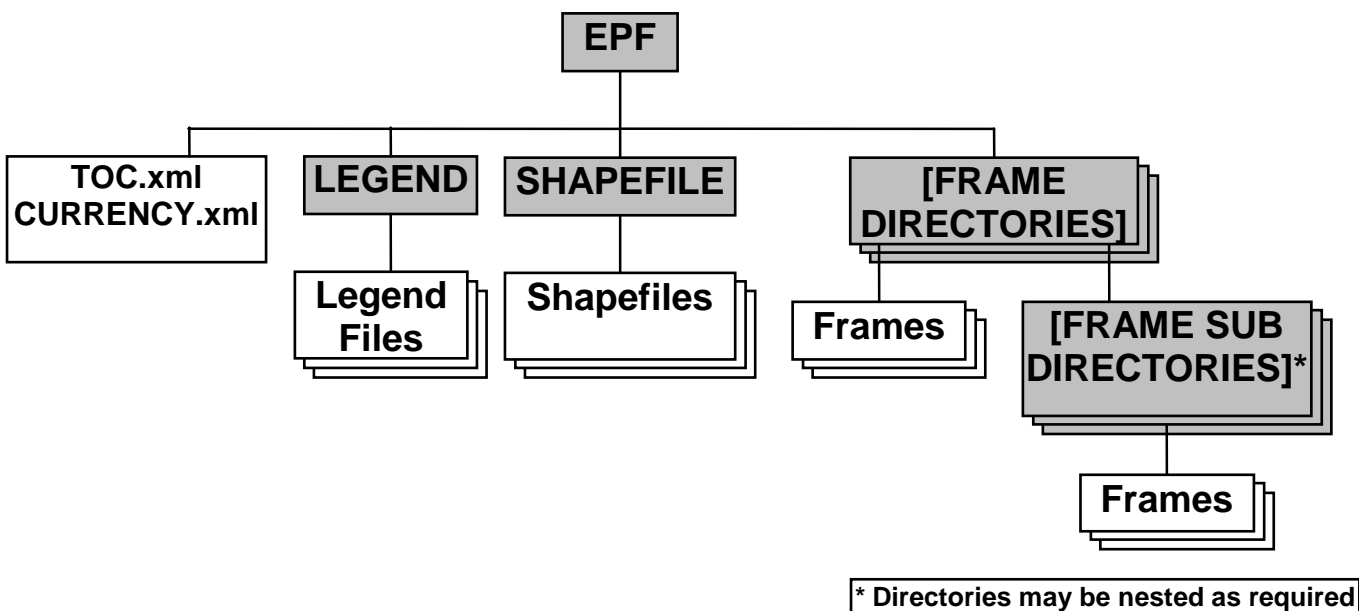 EPF
TOC.xml
CURRENCY.xml
LEGEND
SHAPEFILE
[FRAME
DIRECTORIES]
Legend
Files
Shapefiles
Frames
[FRAME SUB
DIRECTORIES]*
Frames
* Directories may be nested as required